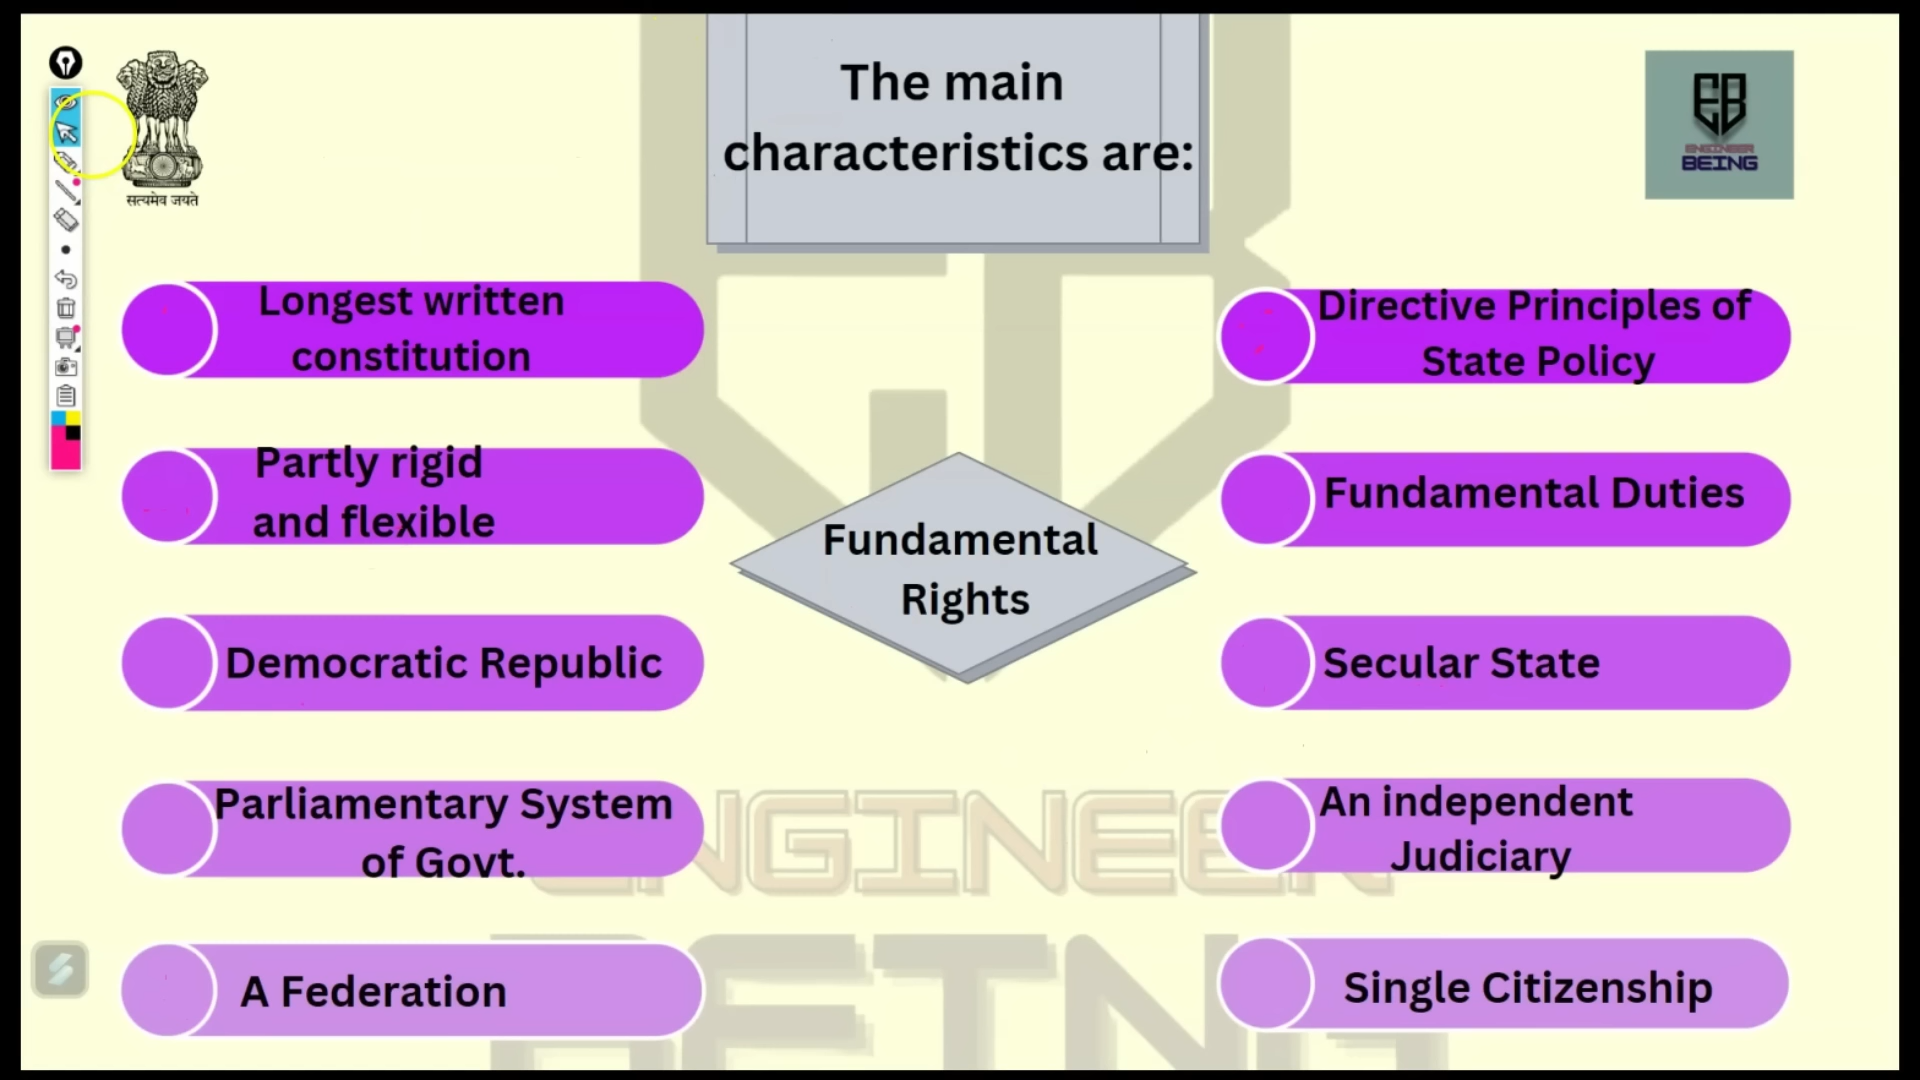 The main
characteristics are:
सत्यमेव जयते
ENGINEER
BEING
Longest written
constitution
Partly rigid
and flexible
Democratic Republic
Parliamentary System
of Govt.
A Federation
Fundamental
Rights
Directive Principles of
State Policy
Fundamental Duties
Secular State
An independent
Judiciary
Single Citizenship
ENGINEER
BEING